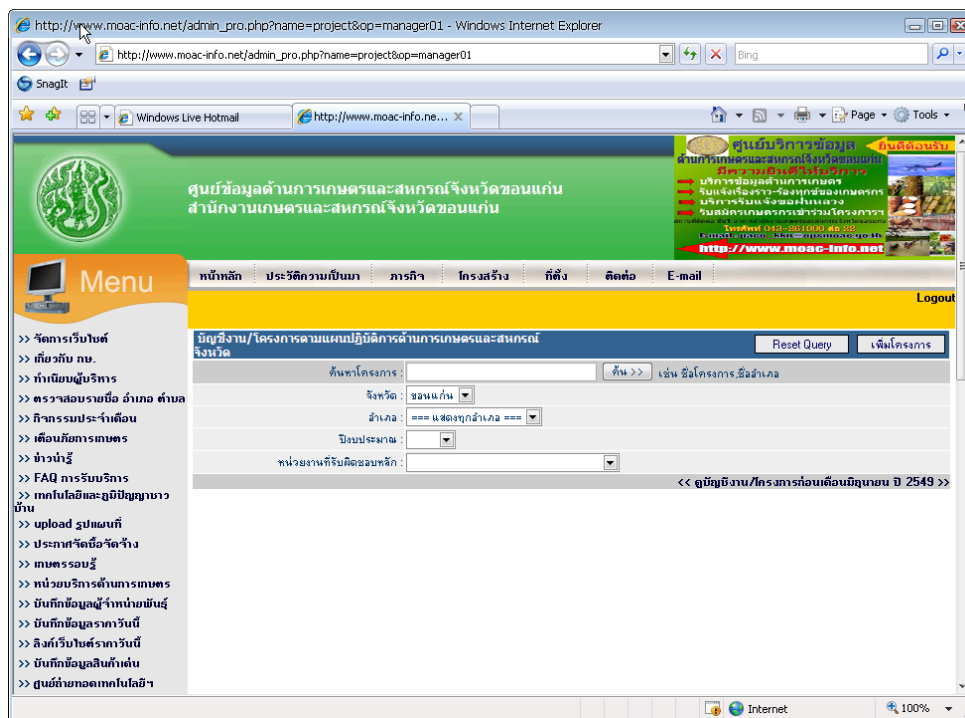 http://www.moac-info.net/admin_pro.php?name=project&op=manager01 - Windows Internet Explorer
http://www.moac-info.net/admin_pro.php?name=project&op=manager01
Bing
SnagIt
Windows Live Hotmail
http://www.moac-info.ne...
Page
Tools
ศูนย์ข้อมูลด้านการเกษตรและสหกรณ์จังหวัดขอนแก่น
สำนักงานเกษตรและสหกรณ์จังหวัดขอนแก่น
ศูนย์บริการข้อมูล
ยินดีต้อนรับ
ด้านการเกษตรและสหกรณ์จังหวัดขอนแก่น
มีความยินดีให้บริการ
บริการข้อมูลด้านการเกษตร
รับแจ้งเรื่องราว-ร้องทุกข์ของเกษตรกร
บริการรับแจ้งขอฝนหลวง
รับสมัครเกษตรกรเข้าร่วมโครงการฯ
http://www.moac-info.net
Menu
หน้าหลัก
ประวัติความเป็นมา
ภารกิจ
โครงสร้าง
ที่ตั้ง
ติดต่อ
E-mail
Logout
>> จัดการเว็บไซต์
>> เกี่ยวกับ กษ.
>> ทำเนียบผู้บริหาร
>> ตรวจสอบรายชื่อ อำเภอ ตำบล
>> กิจกรรมประจำเดือน
>> เตือนภัยการเกษตร
>> ข่าวน่ารู้
>> FAQ การรับบริการ
>> เทคโนโลยีและภูมิปัญญาชาวบ้าน
>> upload รูปแผนที่
>> ประกาศจัดซื้อจัดจ้าง
>> เกษตรรอบรู้
>> หน่วยบริการด้านการเกษตร
>> บันทึกข้อมูลผู้จำหน่ายพันธุ์
>> บันทึกข้อมูลราคาวันนี้
>> ลิงค์เว็บไซต์ราคาวันนี้
>> บันทึกข้อมูลสินค้าเด่น
>> ศูนย์ถ่ายทอดเทคโนโลยีฯ
บัญชีงาน/โครงการตามแผนปฏิบัติการด้านการเกษตรและสหกรณ์
จังหวัด
Reset Query
เพิ่มโครงการ
ค้นหาโครงการ :
ค้น >>
เช่น ชื่อโครงการ,ชื่ออำเภอ
จังหวัด : ขอนแก่น
อำเภอ : === แสดงทุกอำเภอ ===
ปีงบประมาณ :
หน่วยงานที่รับผิดชอบหลัก :
<< ดูบัญชีงาน/โครงการก่อนเดือนมิถุนายน ปี 2549 >>
Internet
100%